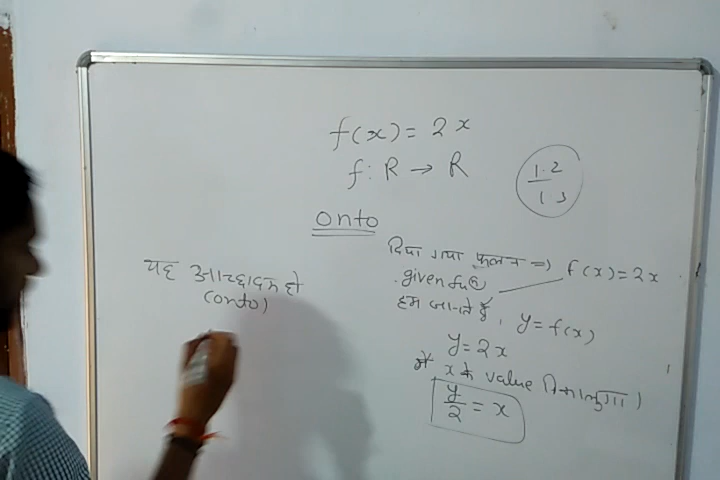 f(x) = 2x
f: R → R
1.2
1.3
onto
दिया गया फलन ⇒ f(x) = 2x
given fu@
हम जानते हैं, y = f(x)
y = 2x
मैं x के value निकालुगा।
y/2 = x
यह आच्छादक है
(onto)